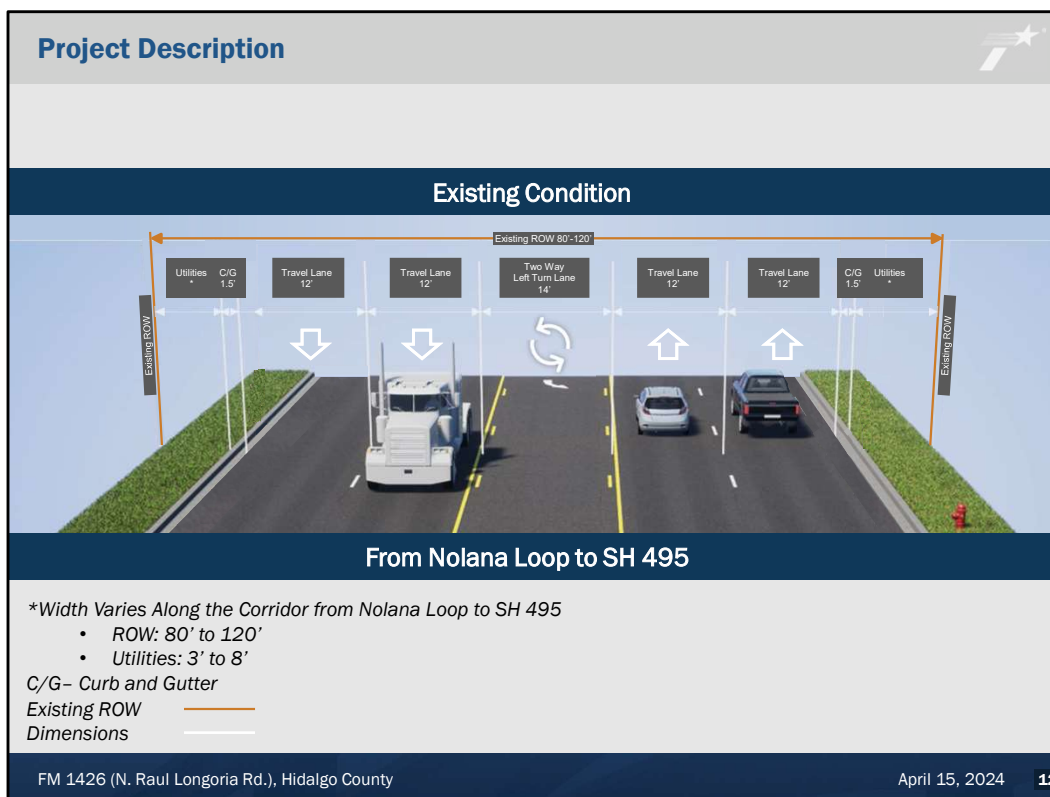 Project Description
Existing Condition
Existing ROW 80'-120'
Utilities C/G
* 1.5'
Travel Lane
12'
Travel Lane
12'
Two Way
Left Turn Lane
14'
Travel Lane
12'
Travel Lane
12'
C/G Utilities
1.5' *
Existing ROW
Existing ROW
From Nolana Loop to SH 495
*Width Varies Along the Corridor from Nolana Loop to SH 495
• ROW: 80’ to 120’
• Utilities: 3’ to 8’
C/G– Curb and Gutter
Existing ROW
Dimensions
FM 1426 (N. Raul Longoria Rd.), Hidalgo County
April 15, 2024